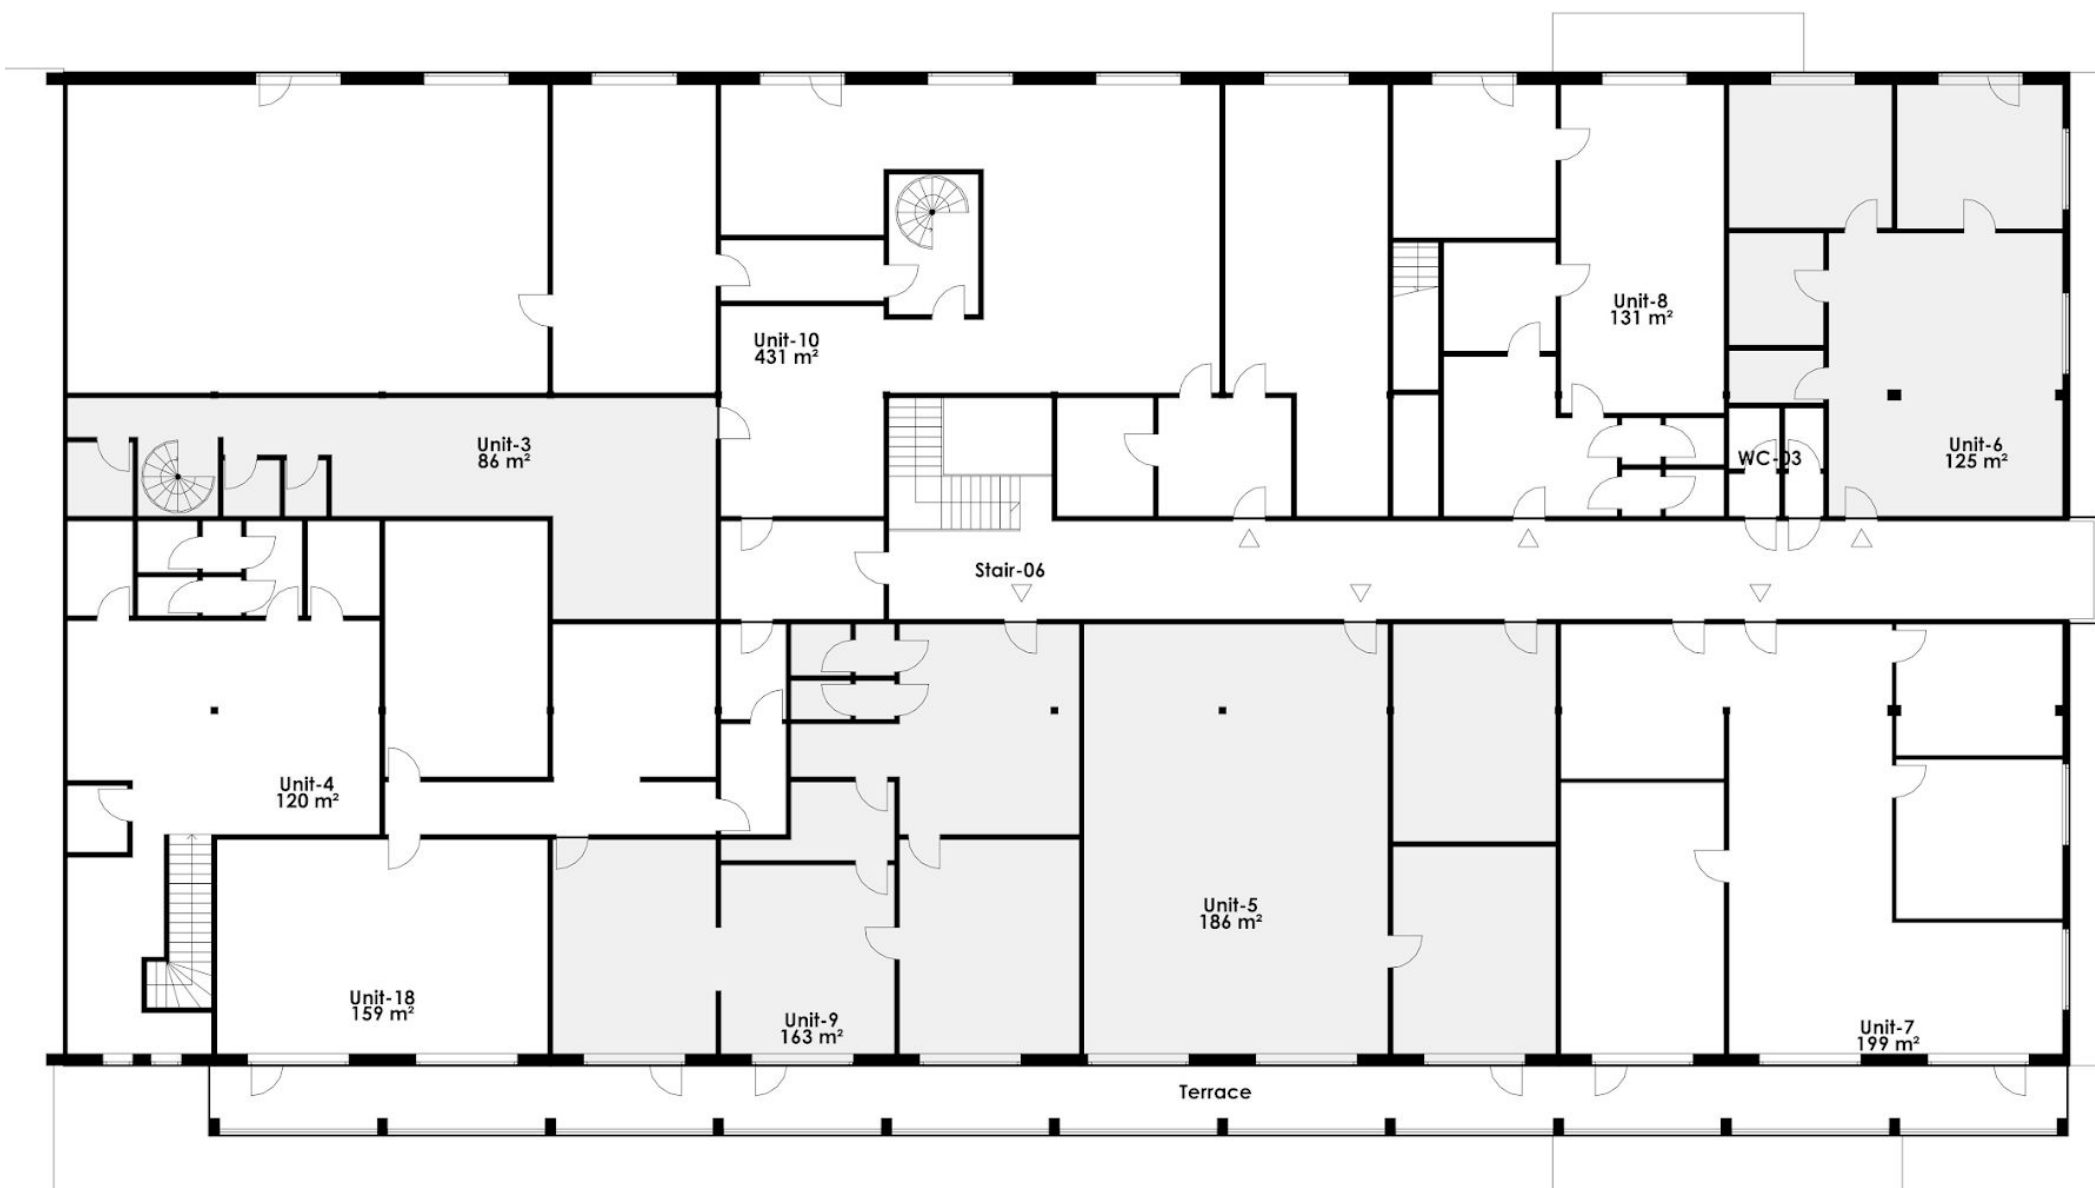 Unit-8
131 m²
Unit-10
431 m²
Unit-3
86 m²
WC-03
Unit-6
125 m²
Stair-06
Unit-4
120 m²
Unit-5
186 m²
Unit-18
159 m²
Unit-9
163 m²
Unit-7
199 m²
Terrace